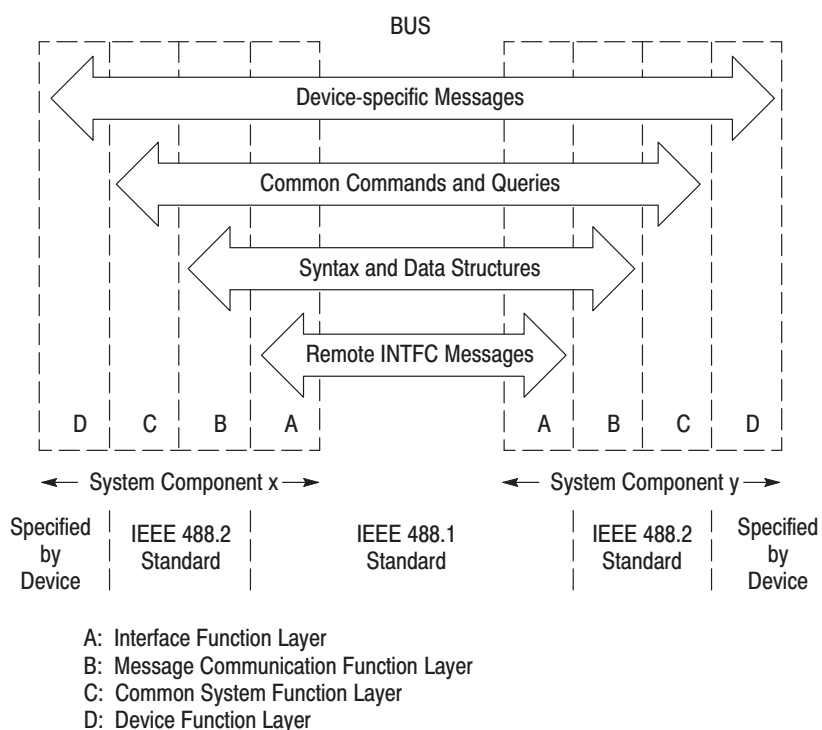 BUS
Device-specific Messages
Common Commands and Queries
Syntax and Data Structures
Remote INTFC Messages
D C B A A B C D
System Component x System Component y
Specified by Device
IEEE 488.2 Standard
IEEE 488.1 Standard
IEEE 488.2 Standard
Specified by Device
A: Interface Function Layer
B: Message Communication Function Layer
C: Common System Function Layer
D: Device Function Layer